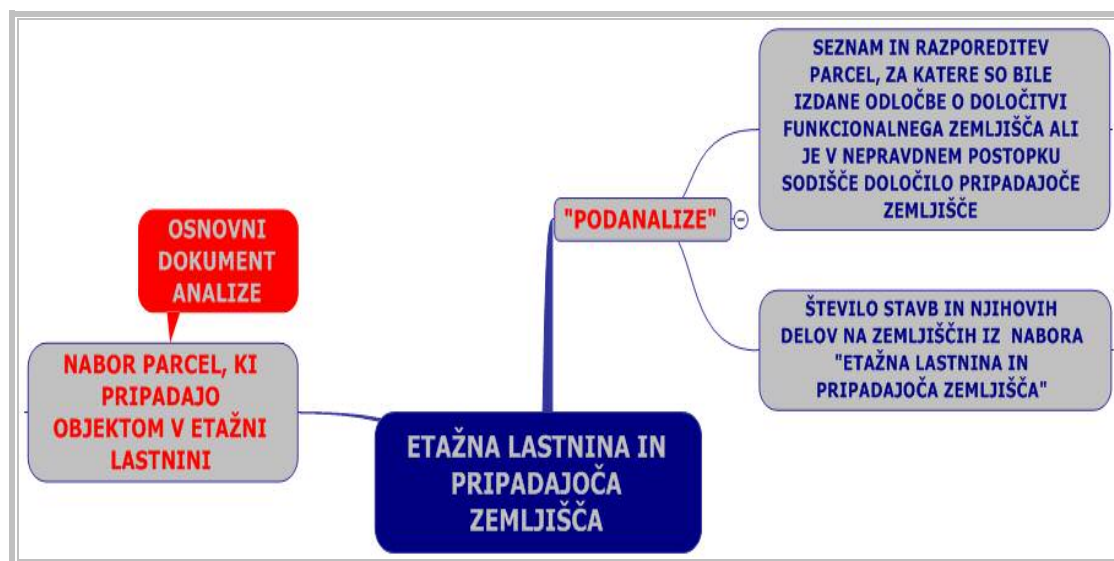 SEZNAM IN RAZPOREDITEV
PARCEL, ZA KATERE SO BILE
IZDANE ODLOČBE O DOLOČITVI
FUNKCIONALNEGA ZEMLJIŠČA ALI
JE V NEPRAVDNEM POSTOPKU
SODIŠČE DOLOČILO PRIPADAJOČE
ZEMLJIŠČE
"PODANALIZE"
OSNOVNI
DOKUMENT
ANALIZE
ŠTEVILO STAVB IN NJIHOVIH
DELOV NA ZEMLJIŠČIH IZ NABORA
"ETAŽNA LASTNINA IN
PRIPADAJOČA ZEMLJIŠČA"
NABOR PARCEL, KI
PRIPADAJO
OBJEKTOM V ETAŽNI
LASTNINI
ETAŽNA LASTNINA IN
PRIPADAJOČA
ZEMLJIŠČA